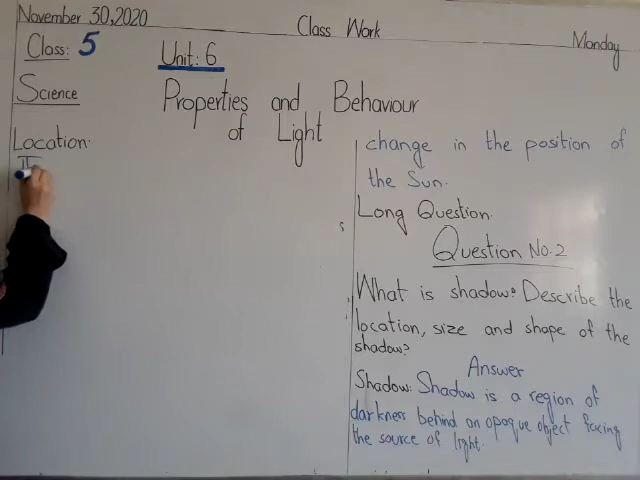 November 30,2020
Class Work
Monday
Class: 5
Unit: 6
Science
Properties and Behaviour
of Light
Location:
change in the position of
the Sun.
Long Question.
Question No.2
What is shadow? Describe the
location, size and shape of the
shadow?
Answer
Shadow: Shadow is a region of
darkness behind an opaque object facing
the source of light.